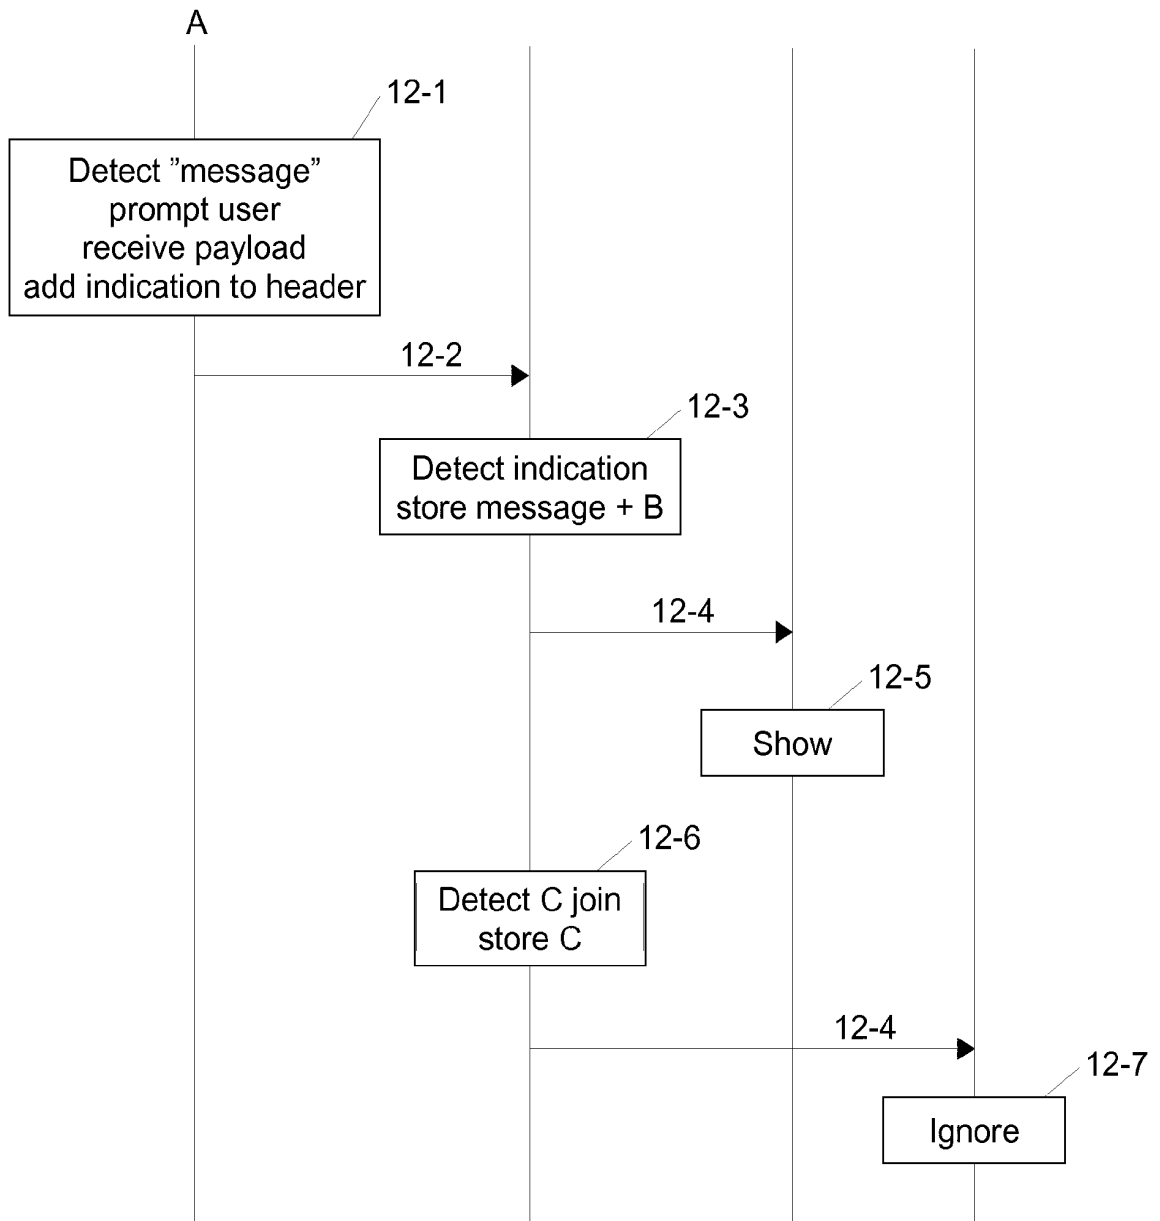 A
12-1
Detect ”message”
prompt user
receive payload
add indication to header
12-2
12-3
Detect indication
store message + B
12-4
12-5
Show
12-6
Detect C join
store C
12-4
12-7
Ignore